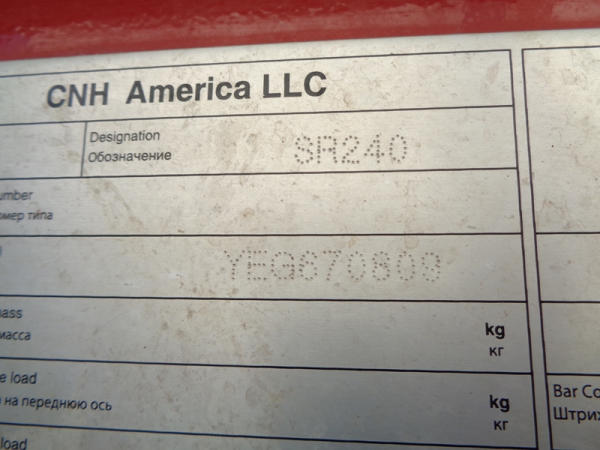 CNH America LLC
Designation
Обозначение
SR240
umber
мер типа
YEG670809
ass
масса
kg
кг
e load
на переднюю ось
kg
кг
load
Bar Co
Штрих